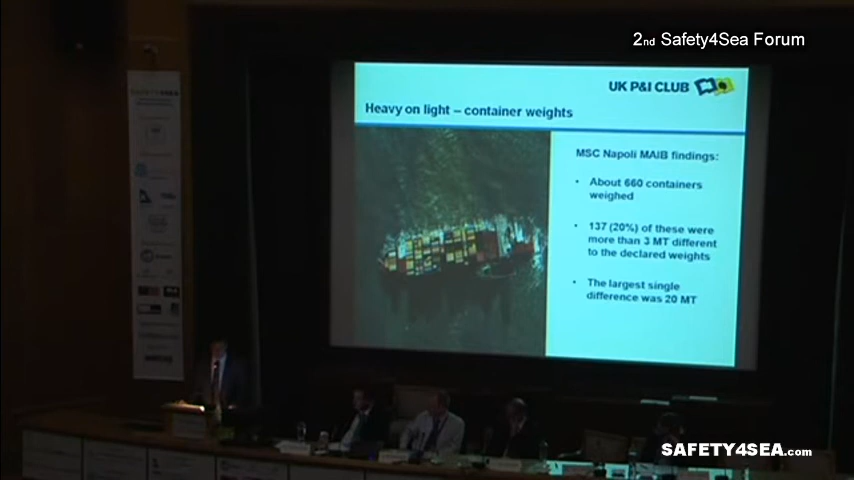 2nd Safety4Sea Forum
UK P&I CLUB
Heavy on light – container weights
MSC Napoli MAIB findings:
• About 660 containers
weighed
• 137 (20%) of these were
more than 3 MT different
to the declared weights
• The largest single
difference was 20 MT
SAFETY4SEA
SAFETY4SEA.com